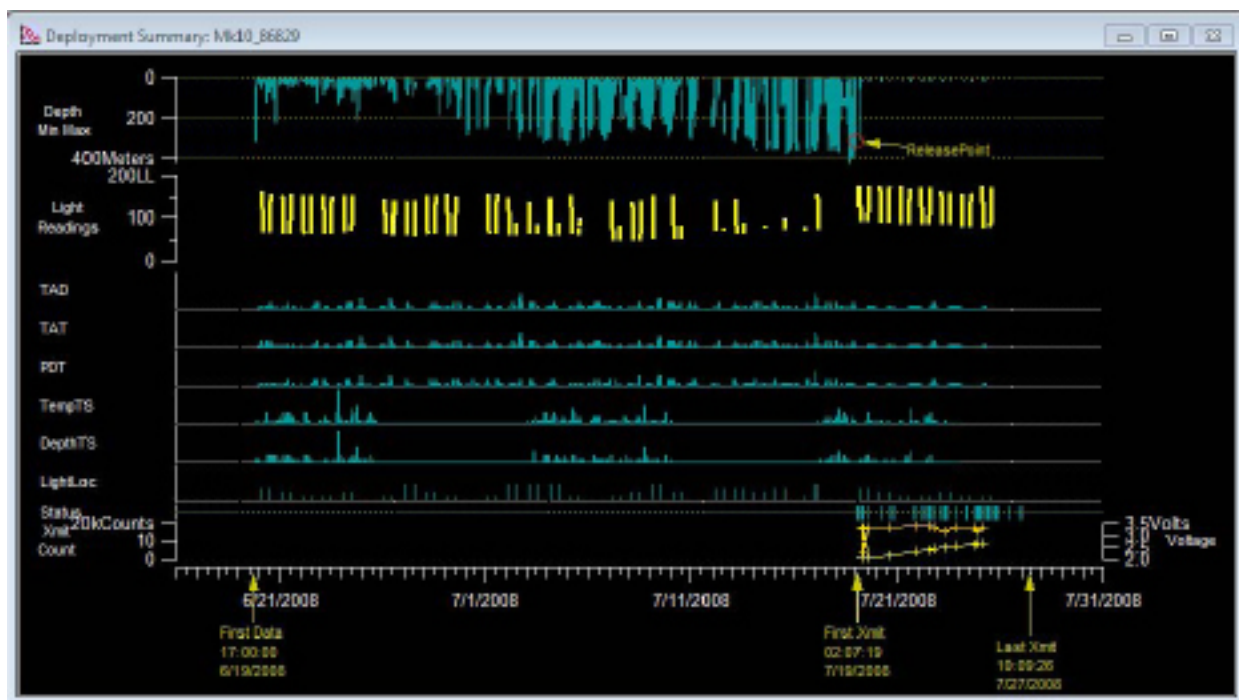 Deployment Summary: Mk10_86829
0
Depth
Min Max
200
400Meters
ReleasePoint
200LL
Light
Readings
100
0
TAD
TAT
PDT
TempTS
DepthTS
LightLoc
Status
Xmit
20kCounts
Count
10
0
3.5Volts
3.0
Voltage
2.0
6/21/2008
7/1/2008
7/11/2008
7/21/2008
7/31/2008
First Data
17:00:00
6/19/2008
First Xmit
02:07:19
7/19/2008
Last Xmit
10:09:26
7/27/2008